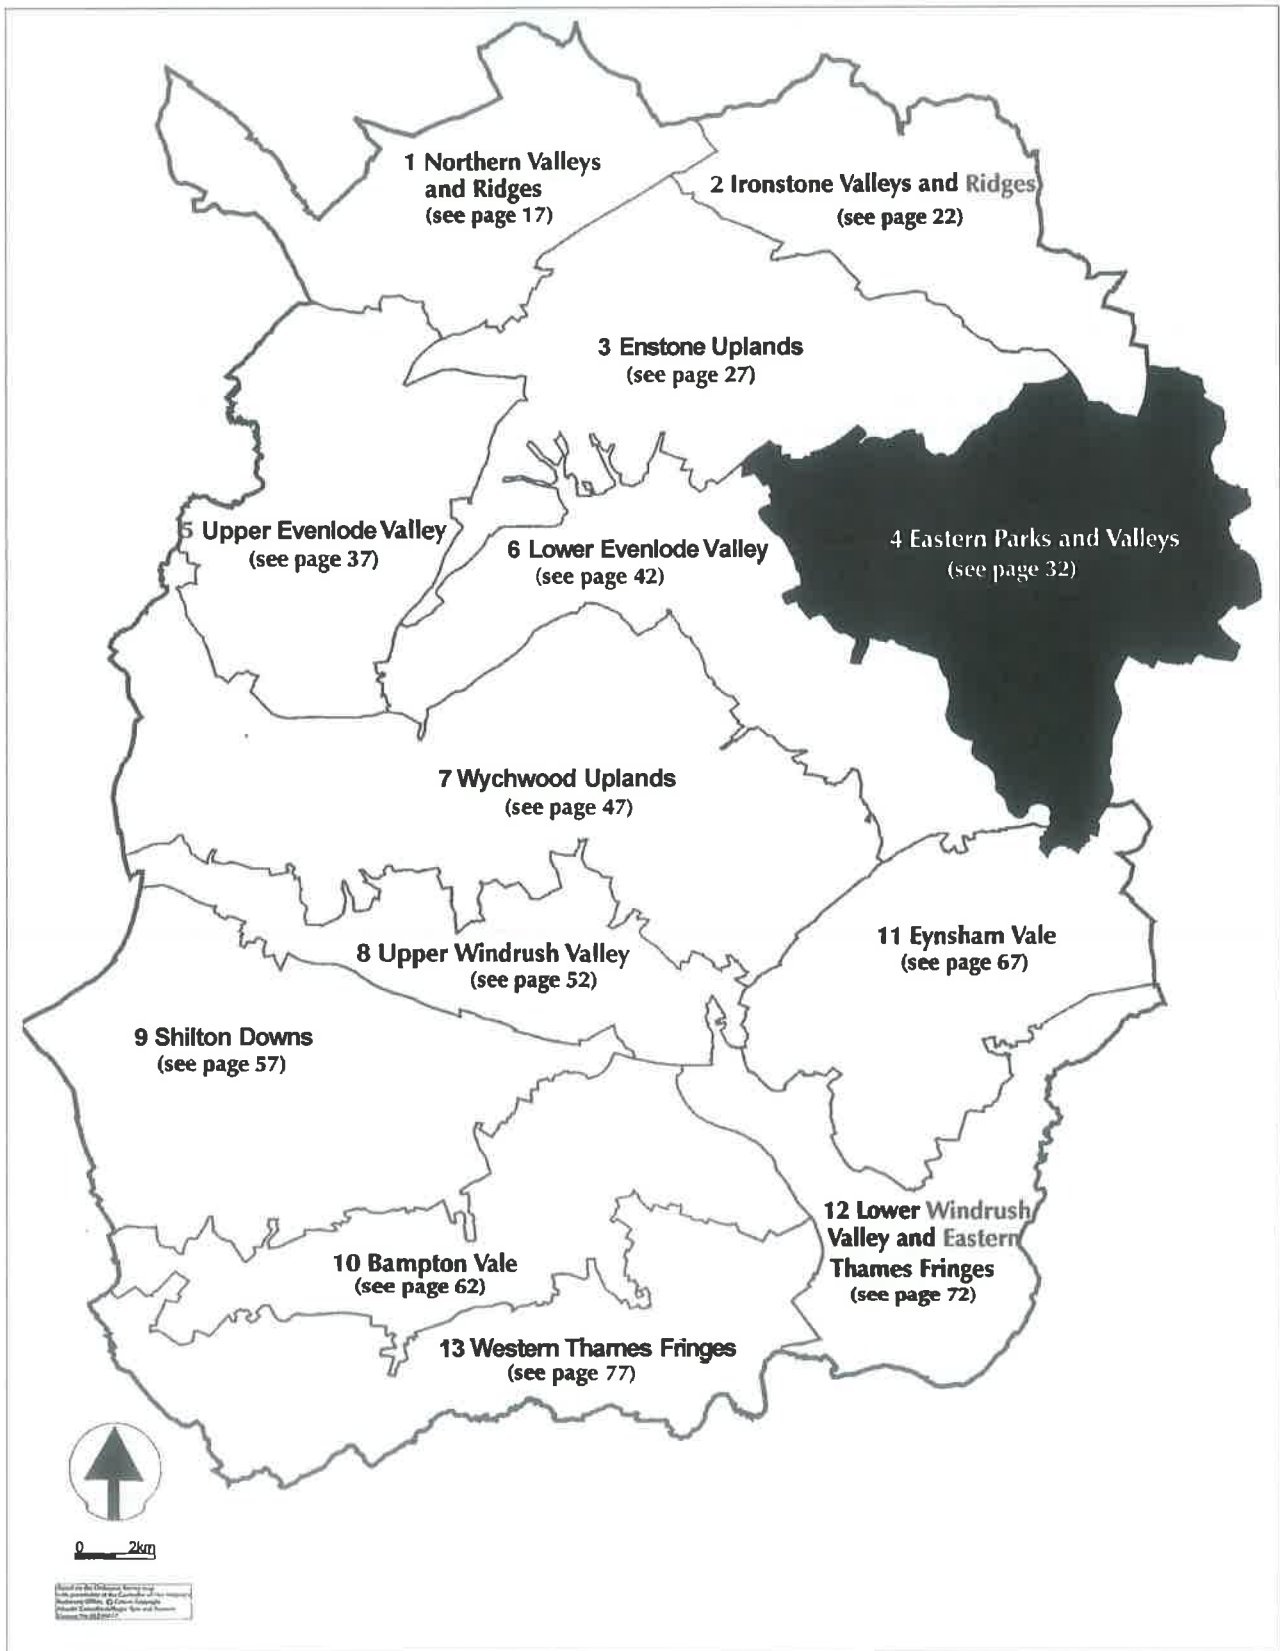 1 Northern Valleys
and Ridges
(see page 17)
2 Ironstone Valleys and Ridges
(see page 22)
3 Enstone Uplands
(see page 27)
4 Eastern Parks and Valleys
(see page 32)
5 Upper Evenlode Valley
(see page 37)
6 Lower Evenlode Valley
(see page 42)
7 Wychwood Uplands
(see page 47)
8 Upper Windrush Valley
(see page 52)
11 Eynsham Vale
(see page 67)
9 Shilton Downs
(see page 57)
12 Lower Windrush
Valley and Eastern
Thames Fringes
(see page 72)
10 Bampton Vale
(see page 62)
13 Western Thames Fringes
(see page 77)
0 2km